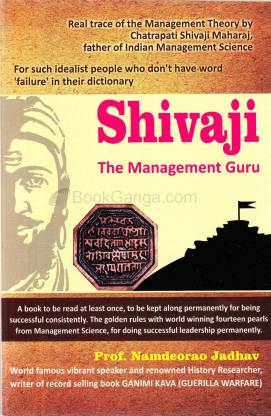 Real trace of the Management Theory by
Chatrapati Shivaji Maharaj,
father of Indian Management Science
For such idealist people who don't have word
'failure' in their dictionary
Shivaji
The Management Guru
BookGanga.com
A book to be read at least once, to be kept along permanently for being
successful consistently. The golden rules with world winning fourteen pearls
from Management Science, for doing successful leadership permanently.
Prof. Namdeorao Jadhav
World famous vibrant speaker and renowned History Researcher,
writer of record selling book GANIMI KAVA (GUERILLA WARFARE)